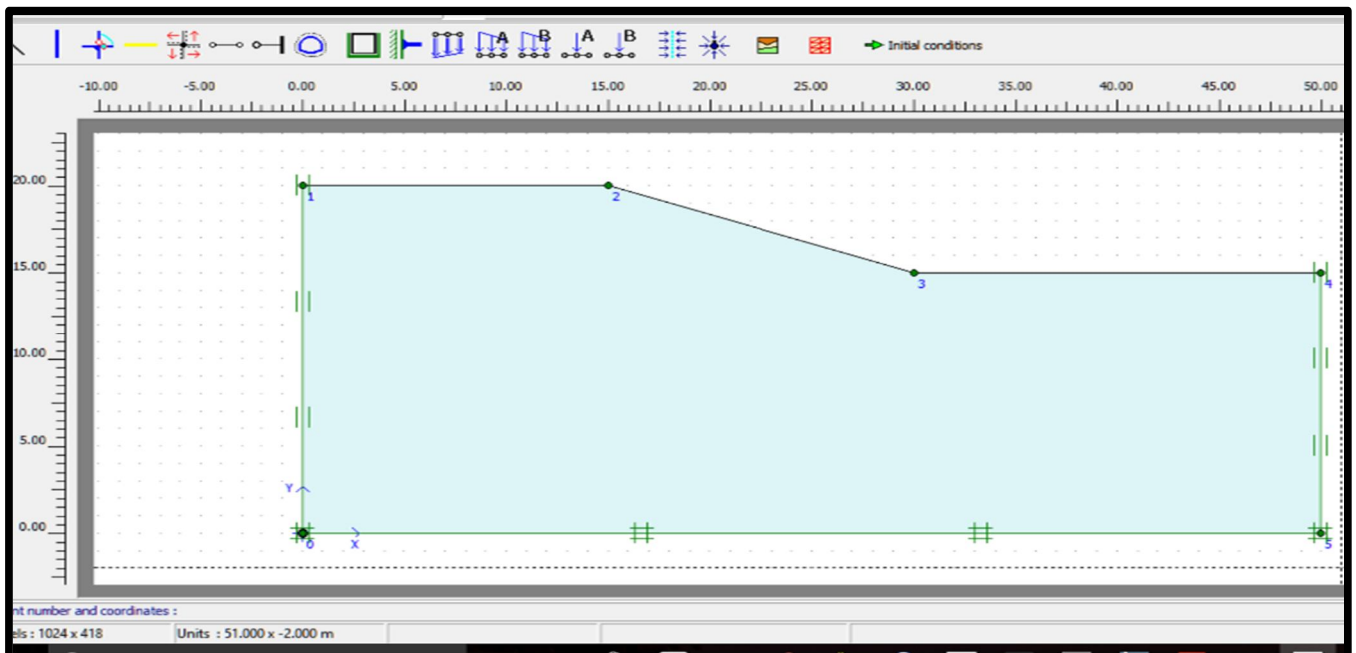 A B A B Initial conditions
-10.00 -5.00 0.00 5.00 10.00 15.00 20.00 25.00 30.00 35.00 40.00 45.00 50.00
20.00
1 2
15.00
3 4
10.00
5.00
Y
0.00
0 X 5
nt number and coordinates :
els : 1024 x 418 Units : 51.000 x -2.000 m